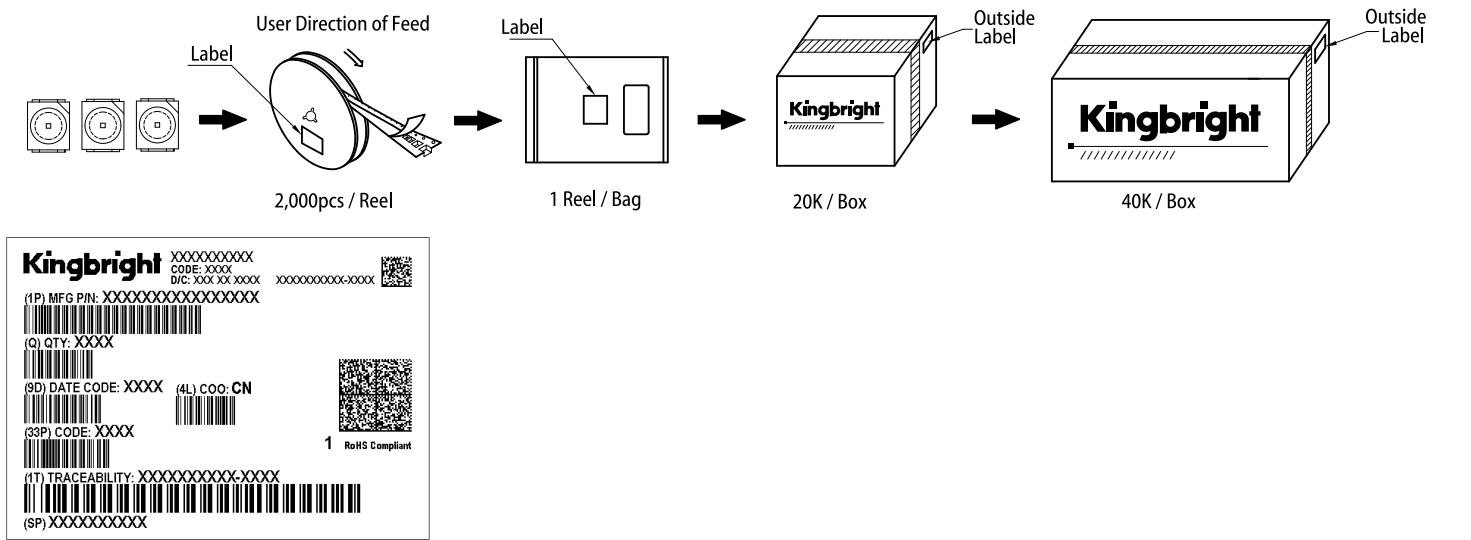 User Direction of Feed
Label
Label
Outside
Label
Outside
Label
Kingbright
Kingbright
2,000pcs / Reel
1 Reel / Bag
20K / Box
40K / Box
Kingbright XXXXXXXXXX
CODE: XXXX
D/C: XXX XX XXXX XXXXXXXXXX-XXXX
(1P) MFG P/N: XXXXXXXXXXXXXXXX
(Q) QTY: XXXX
(9D) DATE CODE: XXXX (4L) COO: CN
(33P) CODE: XXXX
1 RoHS Compliant
(1T) TRACEABILITY: XXXXXXXXXX-XXXX
(SP) XXXXXXXXXX